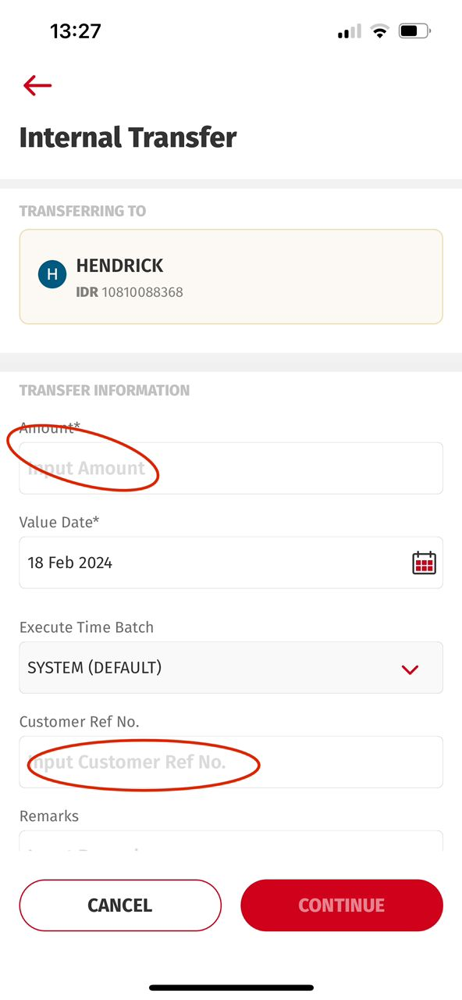 13:27
Internal Transfer
TRANSFERRING TO
H
HENDRICK
IDR 10810088368
TRANSFER INFORMATION
Amount*
Input Amount
Value Date*
18 Feb 2024
Execute Time Batch
SYSTEM (DEFAULT)
Customer Ref No.
Input Customer Ref No.
Remarks
CANCEL
CONTINUE